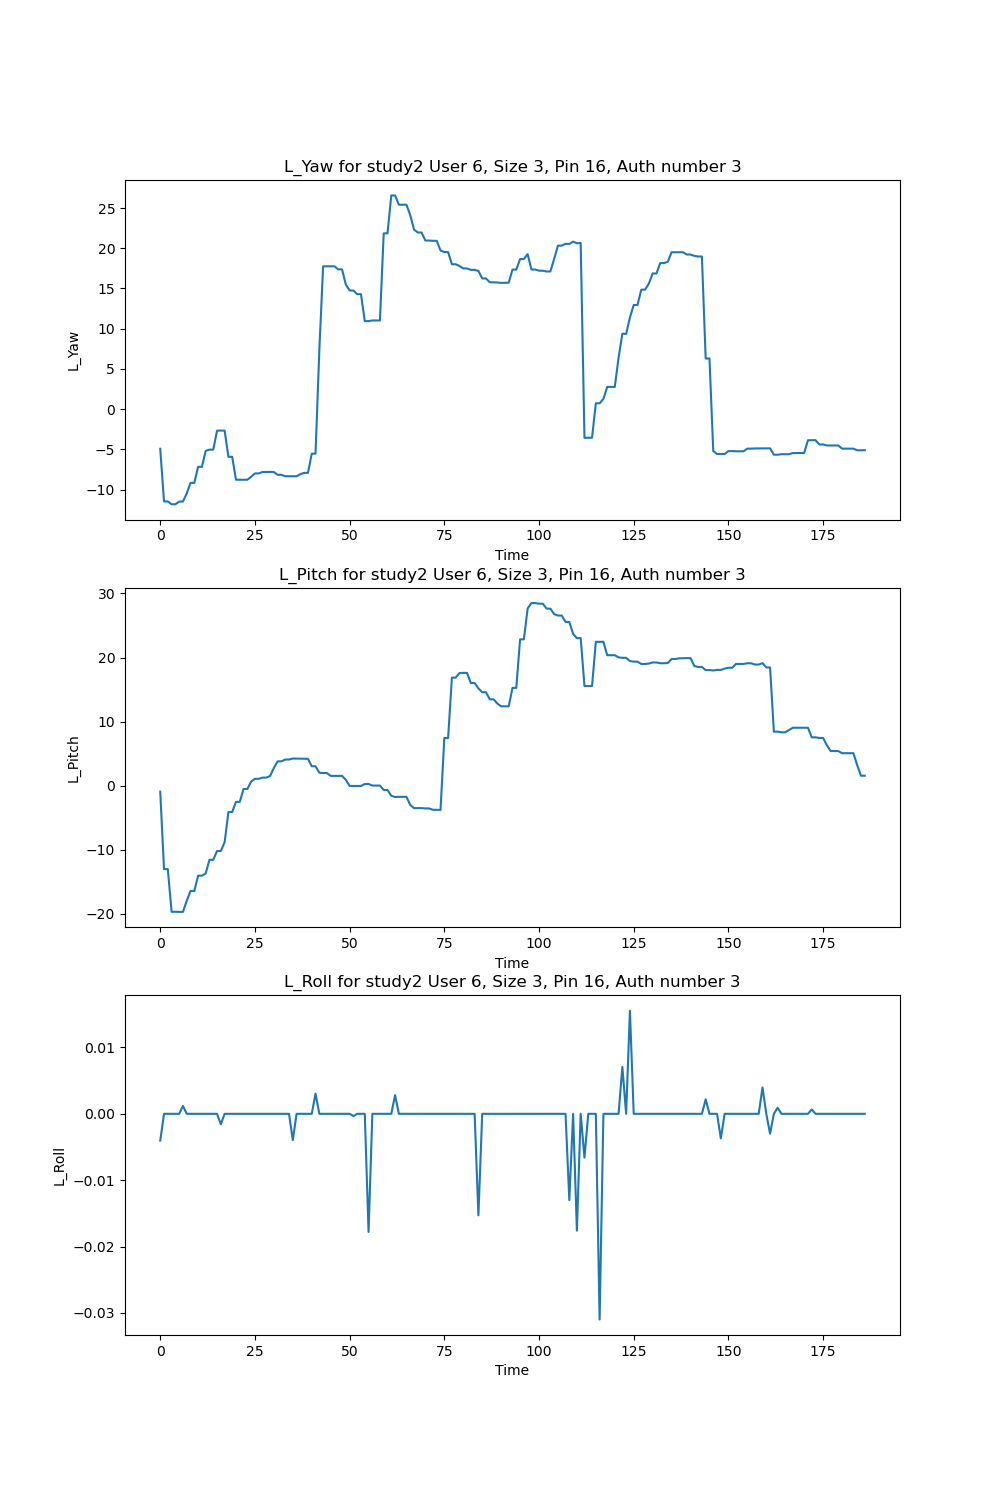 L_Yaw for study2 User 6, Size 3, Pin 16, Auth number 3
25
20
15
10
5
0
−5
−10
L_Yaw
0 25 50 75 100 125 150 175
Time
L_Pitch for study2 User 6, Size 3, Pin 16, Auth number 3
30
20
10
0
−10
−20
L_Pitch
0 25 50 75 100 125 150 175
Time
L_Roll for study2 User 6, Size 3, Pin 16, Auth number 3
0.01
0.00
−0.01
−0.02
−0.03
L_Roll
0 25 50 75 100 125 150 175
Time